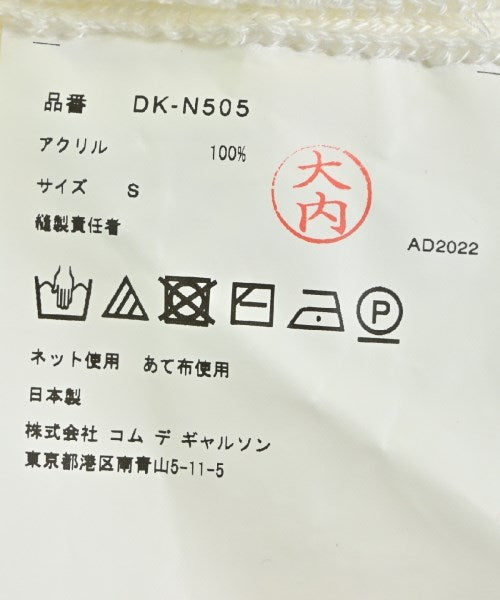 品番 DK-N505
アクリル 100%
サイズ S
縫製責任者
大内
AD2022
P
ネット使用 あて布使用
日本製
株式会社 コム デ ギャルソン
東京都港区南青山5-11-5